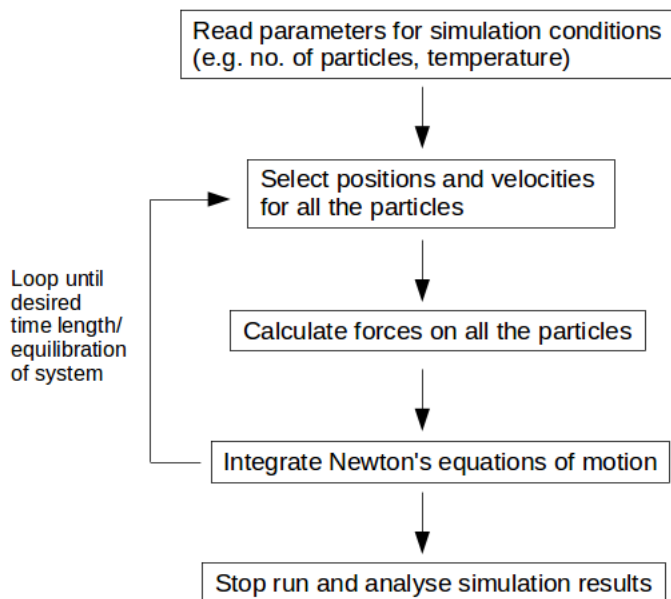 Read parameters for simulation conditions
(e.g. no. of particles, temperature)
Select positions and velocities
for all the particles
Loop until
desired
time length/
equilibration
of system
Calculate forces on all the particles
Integrate Newton's equations of motion
Stop run and analyse simulation results